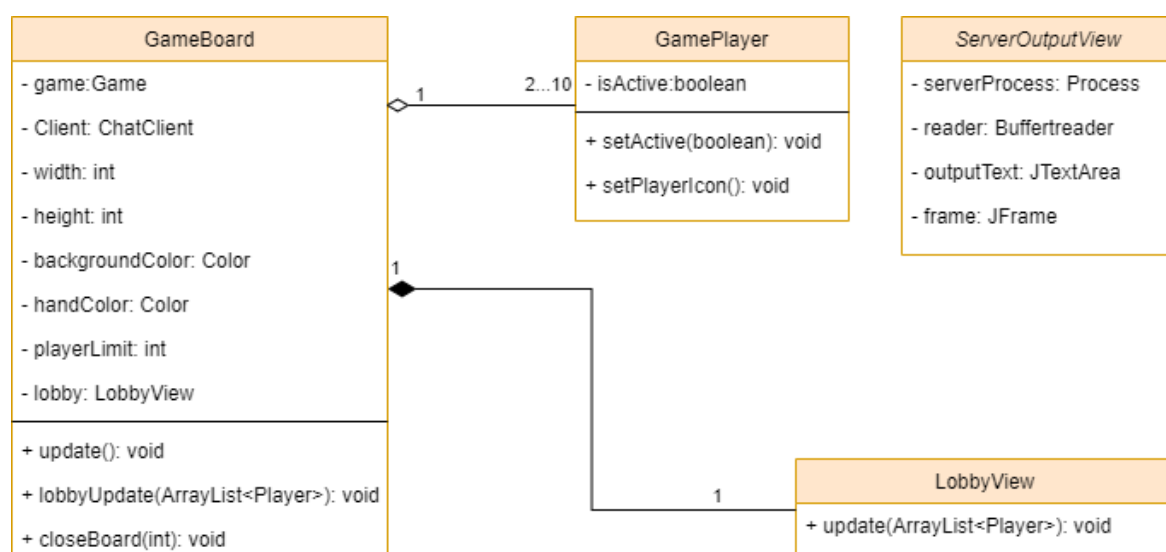 GameBoard
- game:Game
- Client: ChatClient
- width: int
- height: int
- backgroundColor: Color
- handColor: Color
- playerLimit: int
- lobby: LobbyView
+ update(): void
+ lobbyUpdate(ArrayList<Player>): void
+ closeBoard(int): void
1
2...10
GamePlayer
- isActive:boolean
+ setActive(boolean): void
+ setPlayerIcon(): void
ServerOutputView
- serverProcess: Process
- reader: Buffertreader
- outputText: JTextArea
- frame: JFrame
1
1
LobbyView
+ update(ArrayList<Player>): void